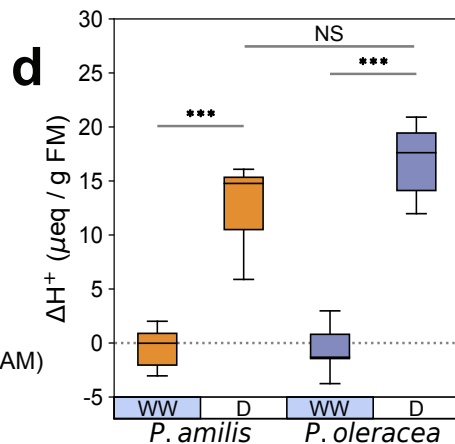 d
30
25
20
15
10
5
0
-5
ΔH⁺ (μeq / g FM)
NS
***
***
AM)
WW D WW D
P. amilis P. oleracea